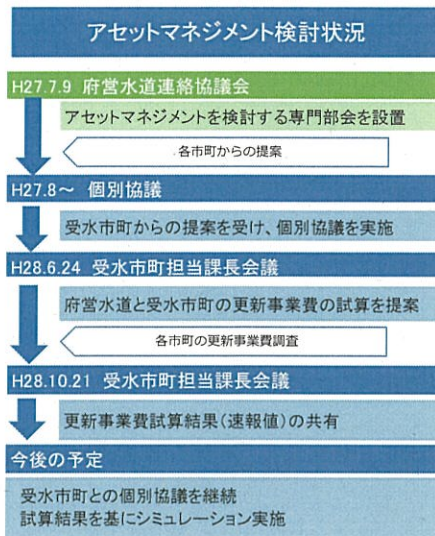 アセットマネジメント検討状況
H27.7.9 府営水道連絡協議会
アセットマネジメントを検討する専門部会を設置
各市町からの提案
H27.8～ 個別協議
受水市町からの提案を受け、個別協議を実施
H28.6.24 受水市町担当課長会議
府営水道と受水市町の更新事業費の試算を提案
各市町の更新事業費調査
H28.10.21 受水市町担当課長会議
更新事業費試算結果(速報値)の共有
今後の予定
受水市町との個別協議を継続
試算結果を基にシミュレーション実施